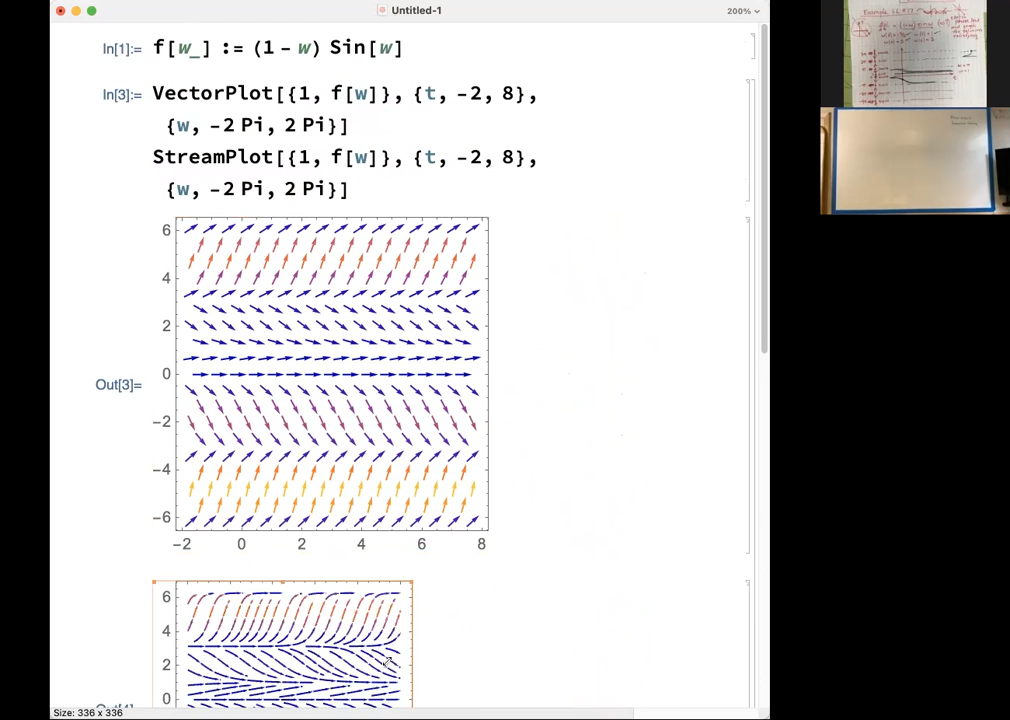 Untitled-1
200%
In[1]:= f[w_] := (1 - w) Sin[w]
In[3]:= VectorPlot[{1, f[w]}, {t, -2, 8},
{w, -2 Pi, 2 Pi}]
StreamPlot[{1, f[w]}, {t, -2, 8},
{w, -2 Pi, 2 Pi}]
6
4
2
0
-2
-4
-6
Out[3]=
-2 0 2 4 6 8
6
4
2
0
Size: 336 x 336